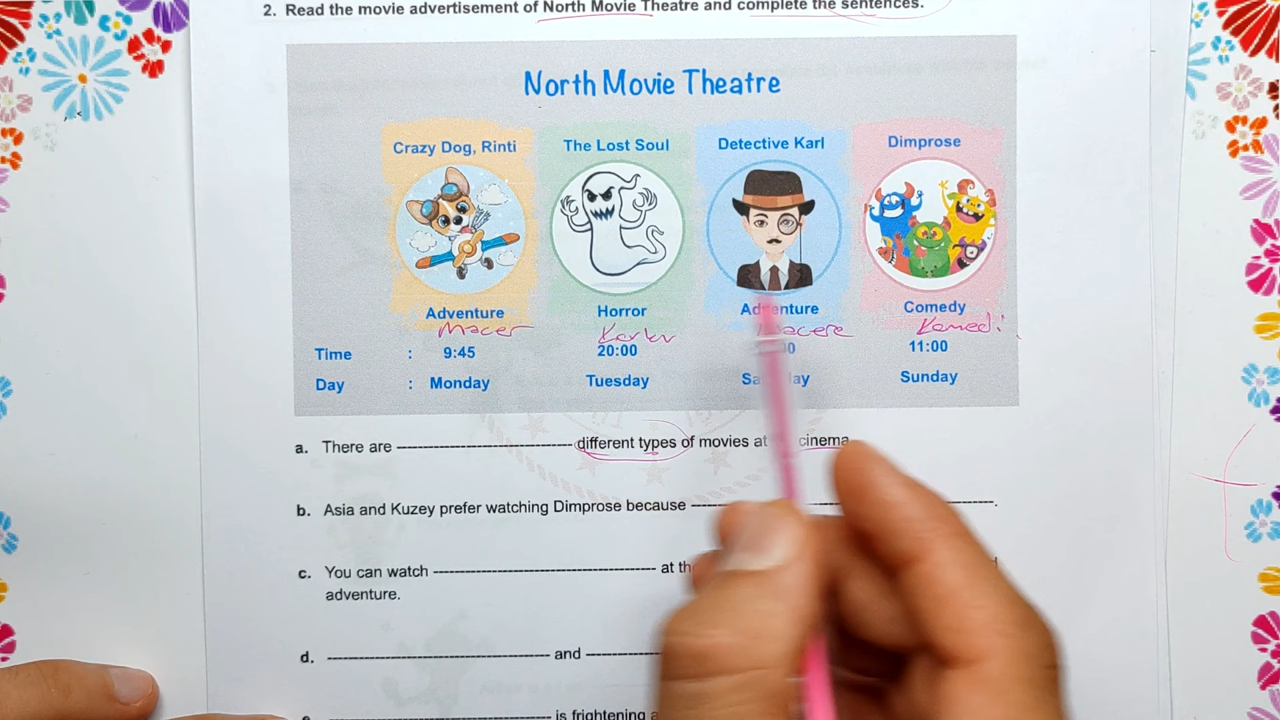 2. Read the movie advertisement of North Movie Theatre and complete the sentences.
North Movie Theatre
Crazy Dog, Rinti The Lost Soul Detective Karl Dimprose
Adventure Horror Adventure Comedy
Macer Korku Macera Komedi
Time : 9:45 20:00 11:00
Day : Monday Tuesday Sunday
a. There are different types of movies at cinema
b. Asia and Kuzey prefer watching Dimprose because .
c. You can watch at
adventure.
d. and
is frightening